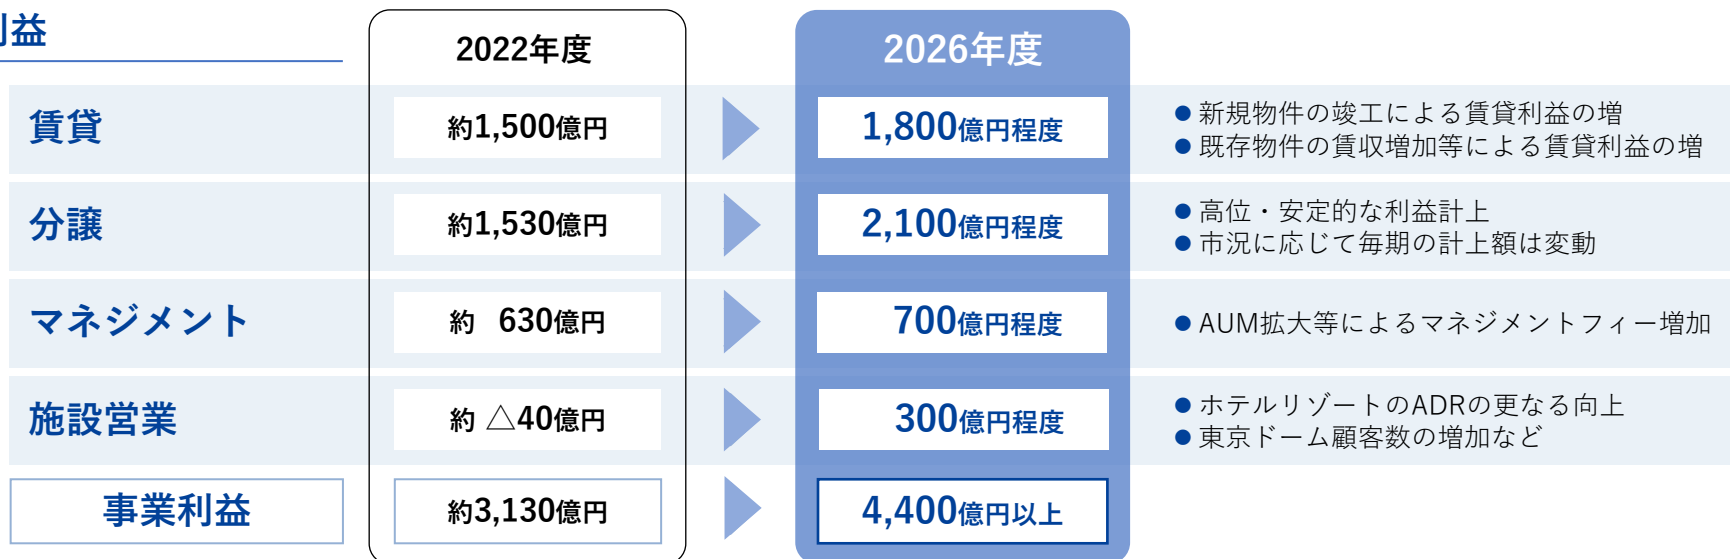 利益
2022年度
2026年度
賃貸
約1,500億円
1,800億円程度
● 新規物件の竣工による賃貸利益の増
● 既存物件の賃収増加等による賃貸利益の増
分譲
約1,530億円
2,100億円程度
● 高位・安定的な利益計上
● 市況に応じて毎期の計上額は変動
マネジメント
約 630億円
700億円程度
● AUM拡大等によるマネジメントフィー増加
施設営業
約 △40億円
300億円程度
● ホテルリゾートのADRの更なる向上
● 東京ドーム顧客数の増加など
事業利益
約3,130億円
4,400億円以上